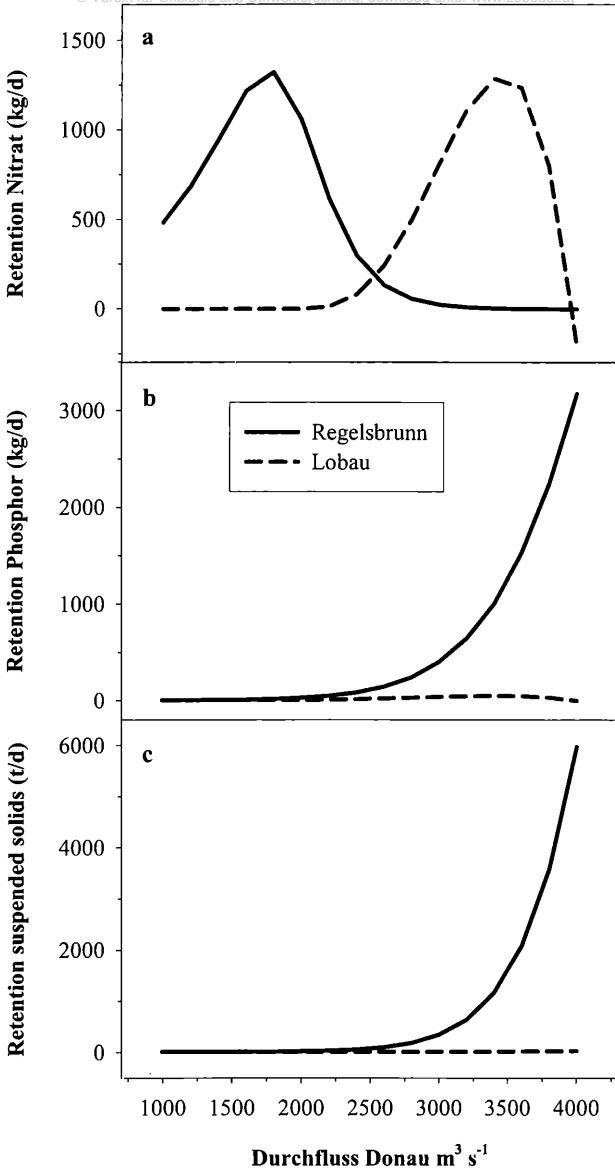 a
1500
1000
500
0
Retention Nitrat (kg/d)
b
3000
2000
1000
0
Retention Phosphor (kg/d)
Regelsbrunn
Lobau
c
6000
4000
2000
0
Retention suspended solids (t/d)
1000 1500 2000 2500 3000 3500 4000
Durchfluss Donau m³ s⁻¹